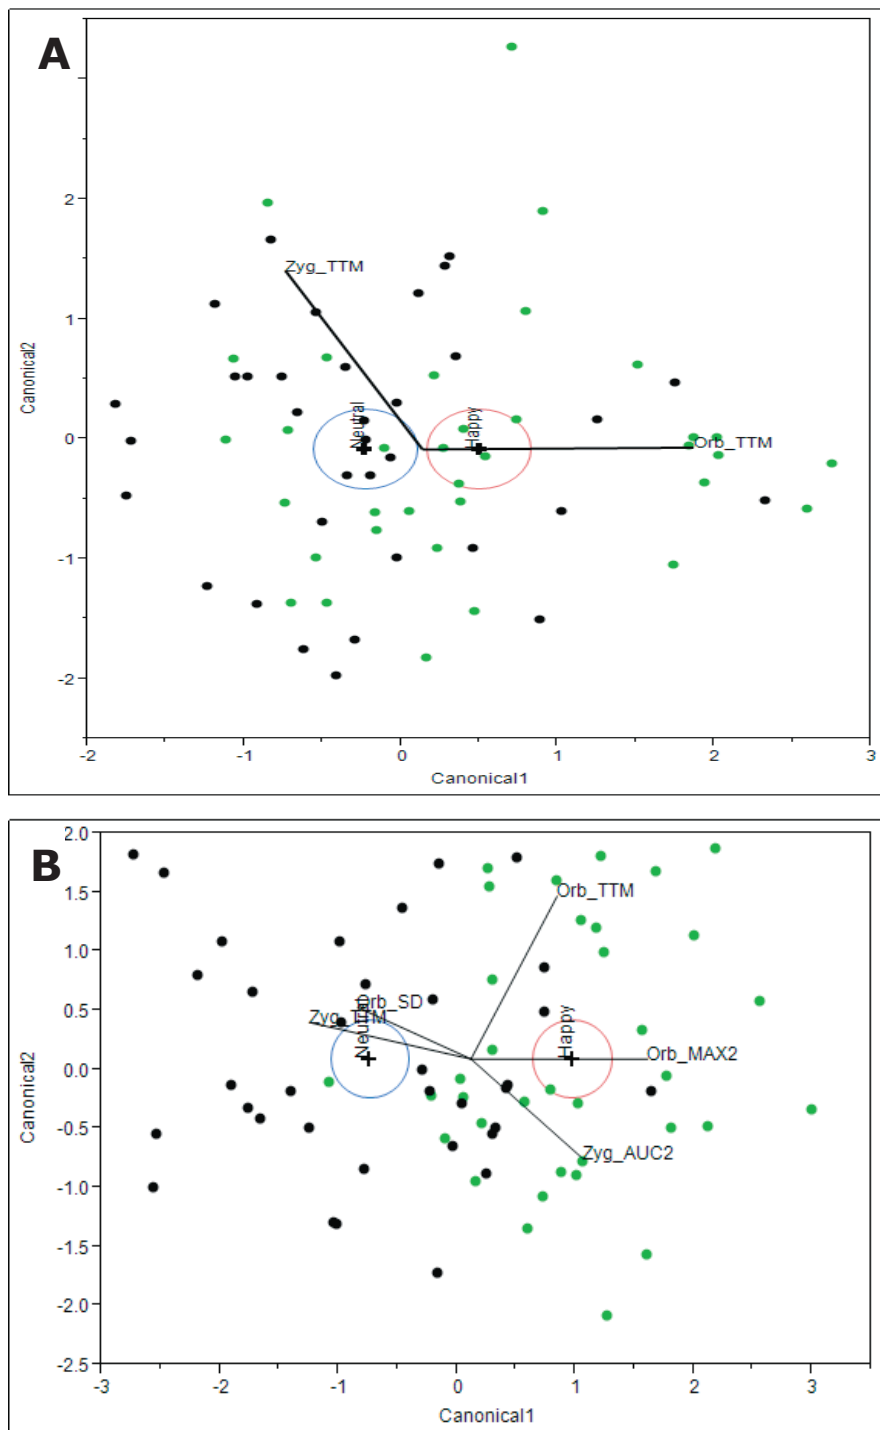 A
2
1
0
-1
-2
-2
-1
0
1
2
3
Canonical2
Canonical1
Zyg_TTM
Neutral
Happy
Orb_TTM
B
2.0
1.5
1.0
0.5
0.0
-0.5
-1.0
-1.5
-2.0
-2.5
-3
-2
-1
0
1
2
3
Canonical2
Canonical1
Orb_TTM
Orb_SD
Zyg_TTM
Neutral
Happy
Orb_MAX2
Zyg_AUC2